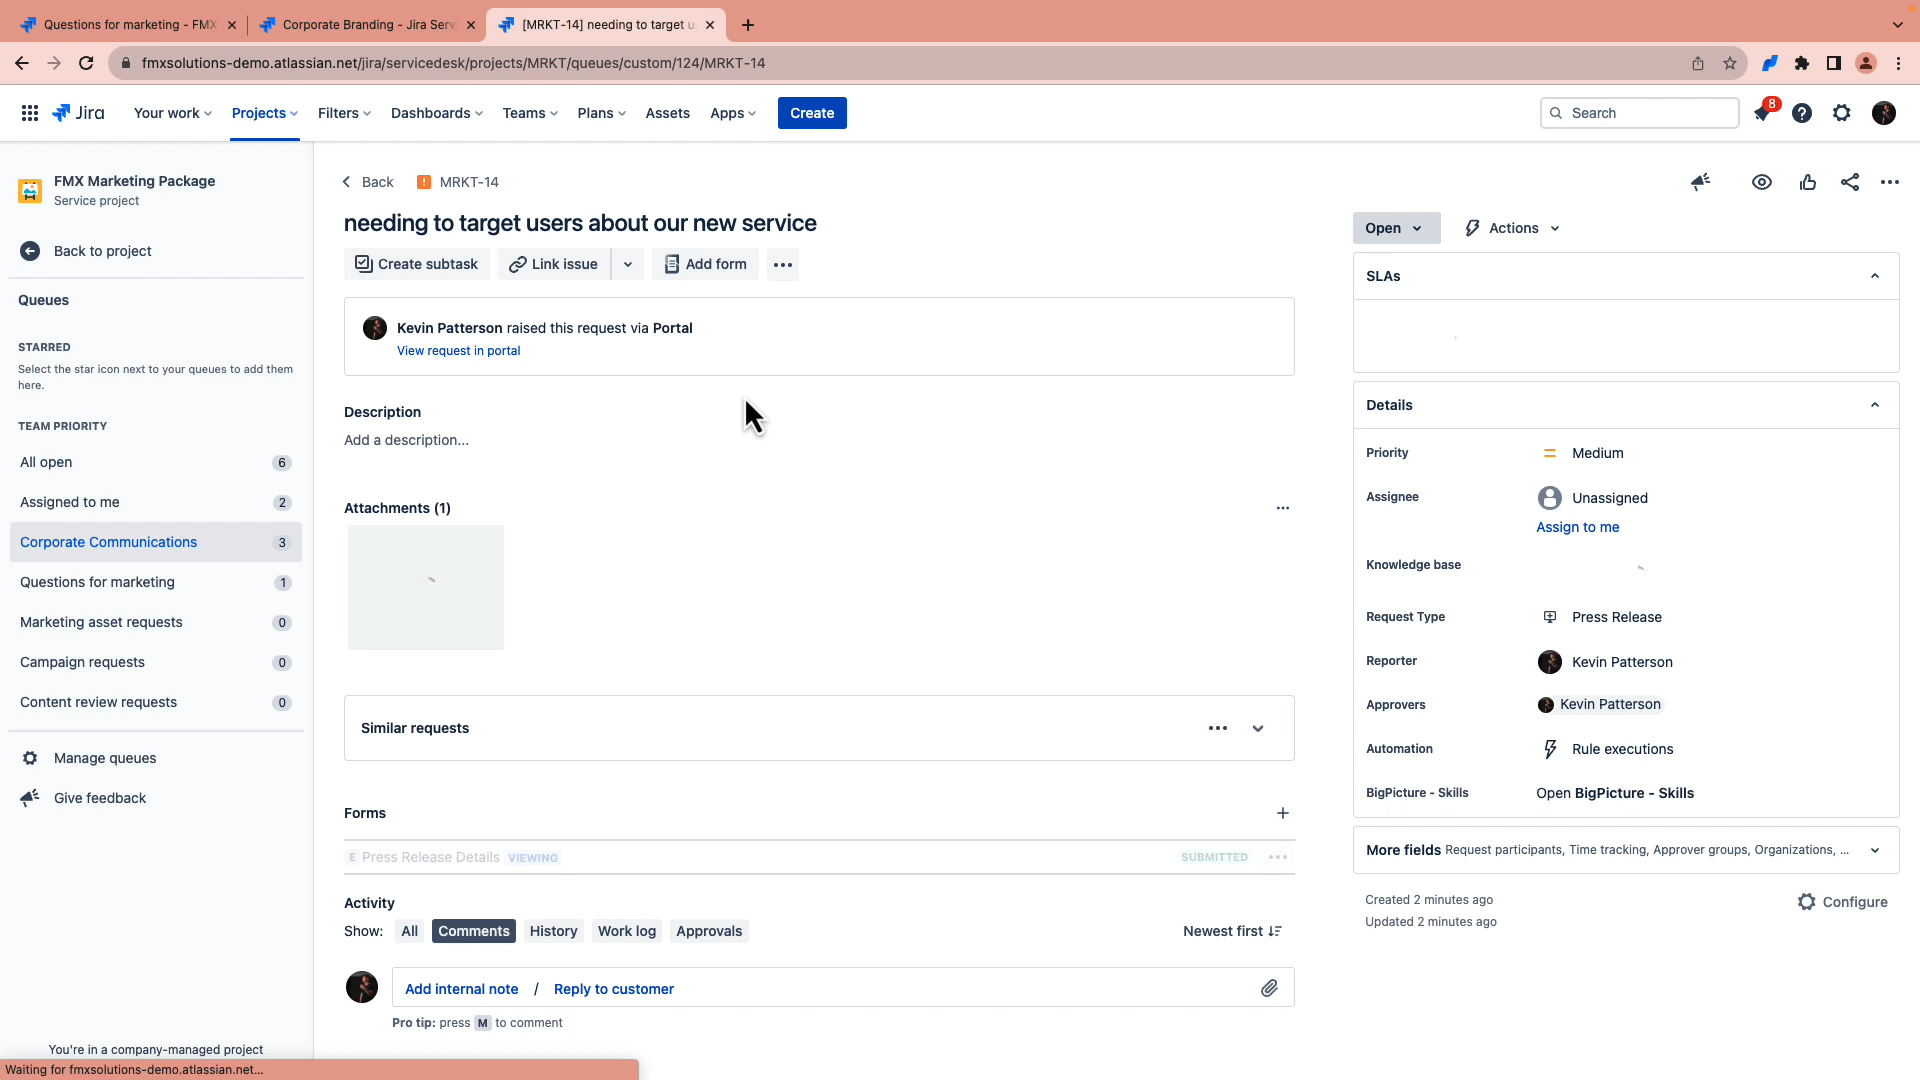 Questions for marketing - FMX
Corporate Branding - Jira Serv
[MRKT-14] needing to target u
fmxsolutions-demo.atlassian.net/jira/servicedesk/projects/MRKT/queues/custom/124/MRKT-14
Jira
Your work
Projects
Filters
Dashboards
Teams
Plans
Assets
Apps
Create
Search
8
FMX Marketing Package
Service project
Back to project
Queues
STARRED
Select the star icon next to your queues to add them
here.
TEAM PRIORITY
All open 6
Assigned to me 2
Corporate Communications 3
Questions for marketing 1
Marketing asset requests 0
Campaign requests 0
Content review requests 0
Manage queues
Give feedback
You're in a company-managed project
Waiting for fmxsolutions-demo.atlassian.net...
Back
MRKT-14
needing to target users about our new service
Create subtask
Link issue
Add form
Kevin Patterson raised this request via Portal
View request in portal
Description
Add a description...
Attachments (1)
Similar requests
Forms
E Press Release Details VIEWING SUBMITTED
Activity
Show: All Comments History Work log Approvals Newest first
Add internal note / Reply to customer
Pro tip: press M to comment
Open
Actions
SLAs
Details
Priority Medium
Assignee Unassigned
Assign to me
Knowledge base
Request Type Press Release
Reporter Kevin Patterson
Approvers Kevin Patterson
Automation Rule executions
BigPicture - Skills Open BigPicture - Skills
More fields Request participants, Time tracking, Approver groups, Organizations, ...
Created 2 minutes ago
Updated 2 minutes ago
Configure